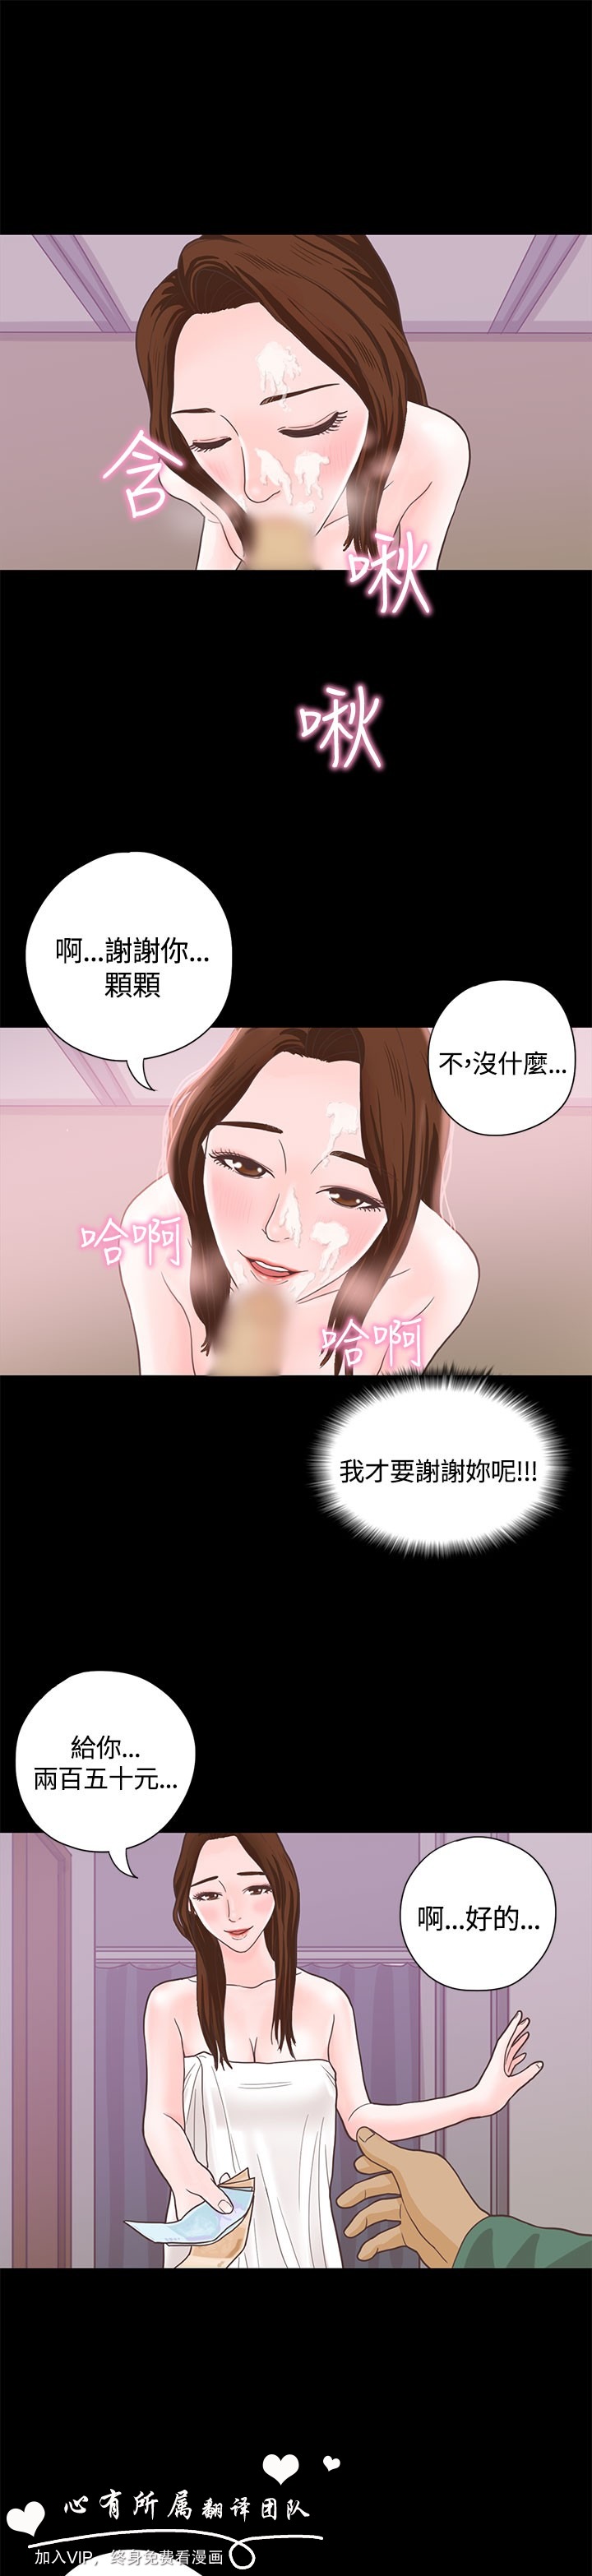 含
啾
啾
啊...謝謝你...
顆顆
不,沒什麼...
哈啊
哈啊
我才要謝謝妳呢!!!
給你...
兩百五十元...
啊...好的...
心有所属翻译团队
加入VIP，终身免费看漫画